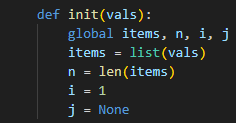 def init(vals):
    global items, n, i, j
    items = list(vals)
    n = len(items)
    i = 1
    j = None